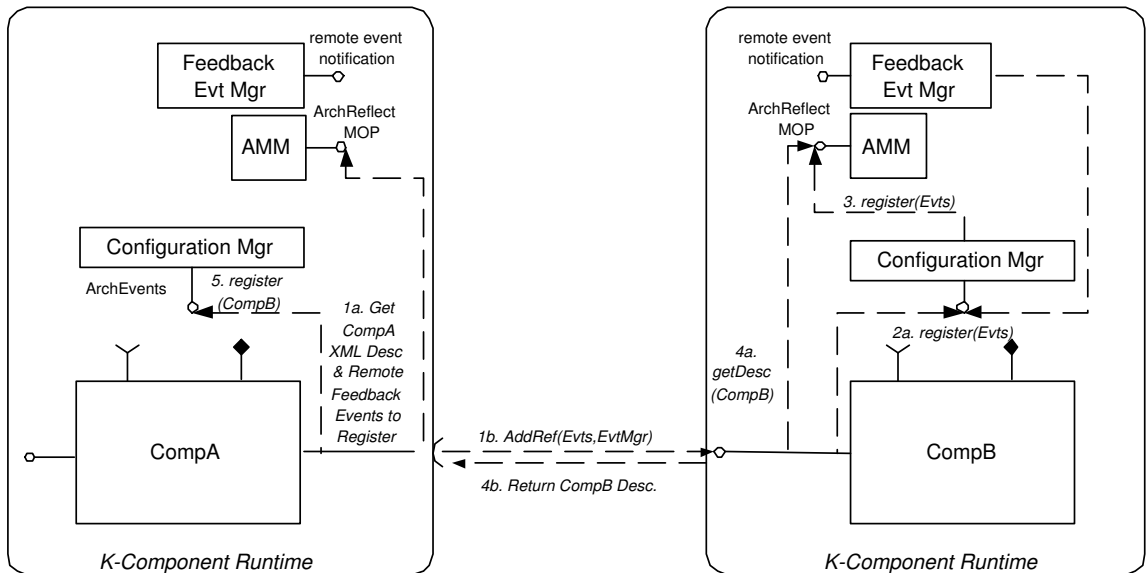 remote event
notification
Feedback
Evt Mgr
ArchReflect
MOP
AMM
Configuration Mgr
ArchEvents
5. register
(CompB)
1a. Get
CompA
XML Desc
& Remote
Feedback
Events to
Register
CompA
K-Component Runtime
1b. AddRef(Evts,EvtMgr)
4b. Return CompB Desc.
remote event
notification
Feedback
Evt Mgr
ArchReflect
MOP
AMM
3. register(Evts)
Configuration Mgr
2a. register(Evts)
4a.
getDesc
(CompB)
CompB
K-Component Runtime